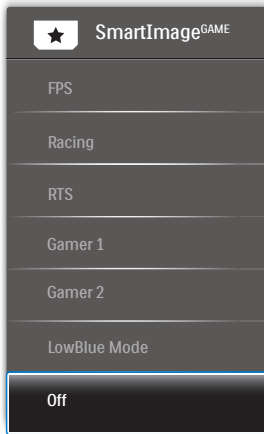 SmartImageGAME
FPS
Racing
RTS
Gamer 1
Gamer 2
LowBlue Mode
Off